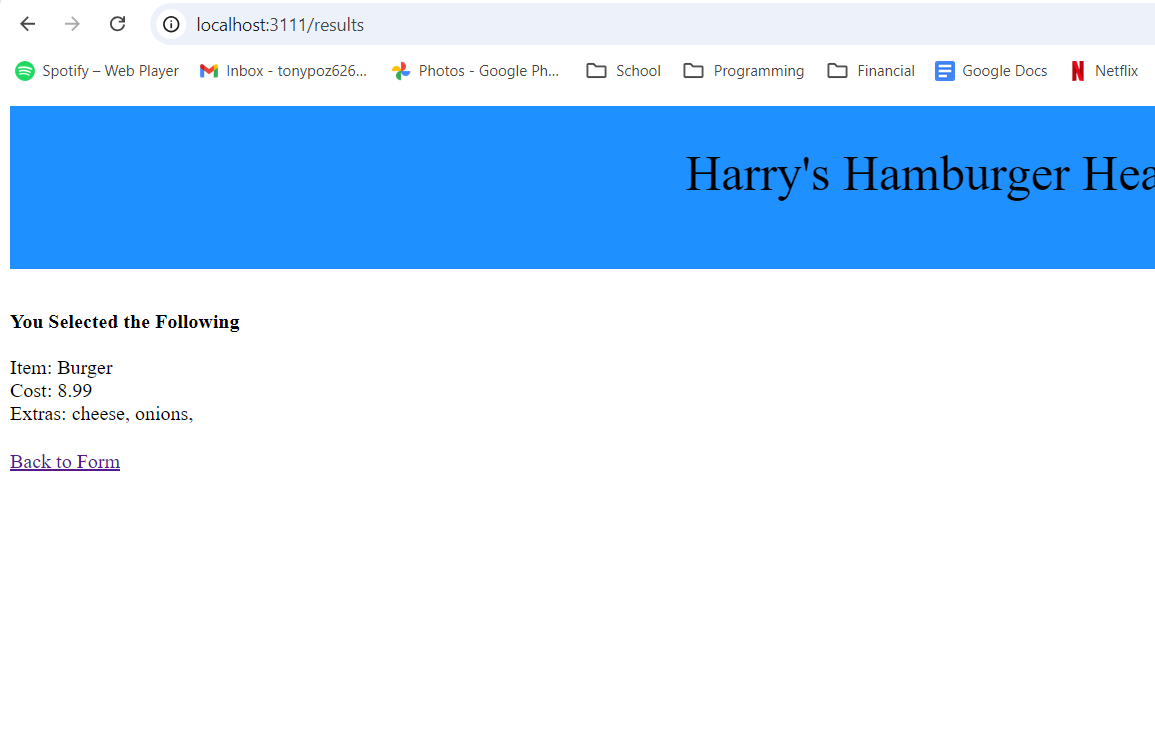 localhost:3111/results
Spotify – Web Player Inbox - tonypoz626... Photos - Google Ph... School Programming Financial Google Docs Netflix
Harry's Hamburger Hea
You Selected the Following
Item: Burger
Cost: 8.99
Extras: cheese, onions,
Back to Form